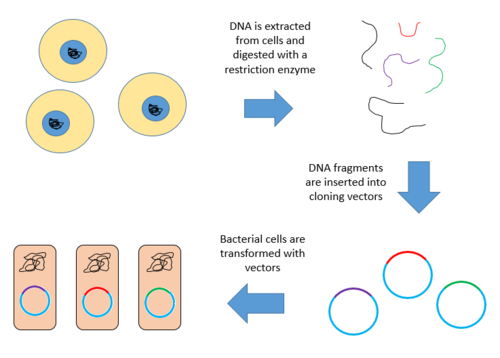 DNA is extracted
from cells and
digested with a
restriction enzyme
DNA fragments
are inserted into
cloning vectors
Bacterial cells are
transformed with
vectors